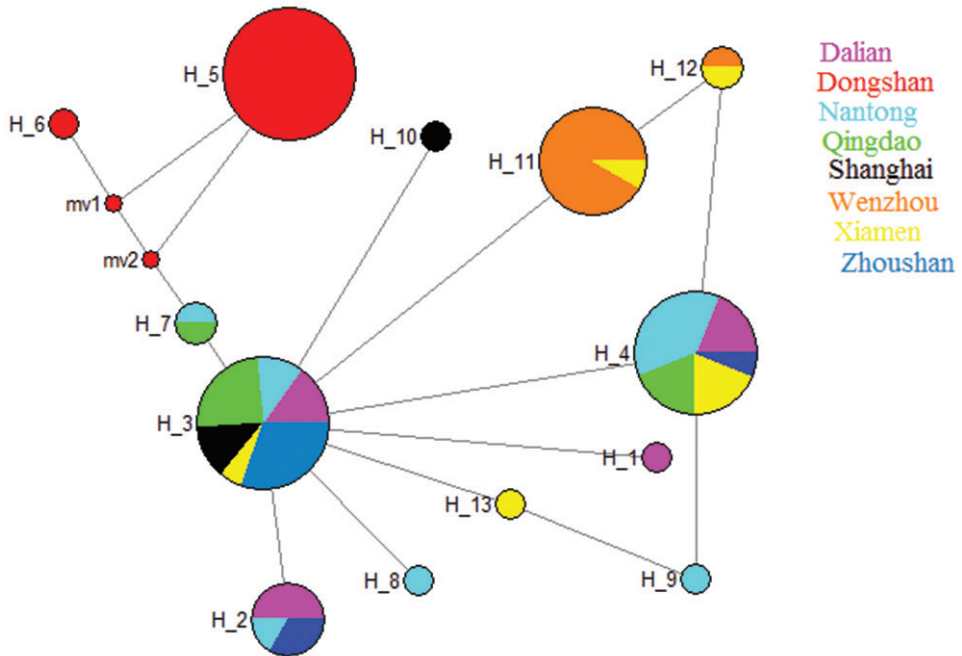 H_5
H_6
mv1
mv2
H_7
H_3
H_2
H_10
H_8
H_11
H_12
H_4
H_1
H_13
H_9
Dalian
Dongshan
Nantong
Qingdao
Shanghai
Wenzhou
Xiamen
Zhoushan